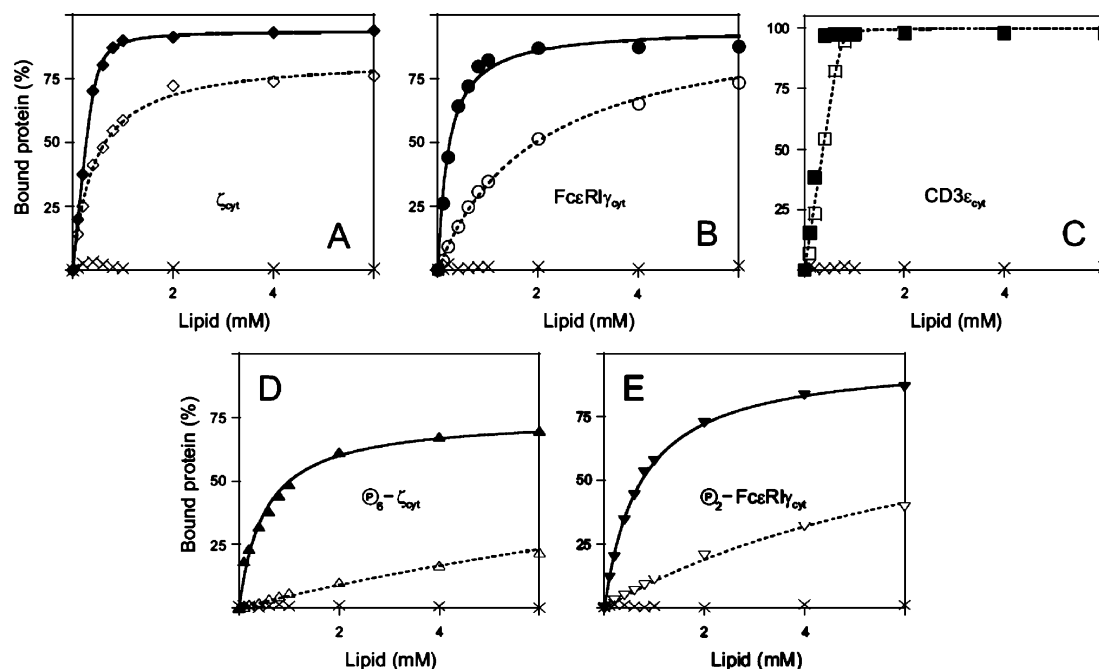 Bound protein (%)
75
50
25
2
4
Lipid (mM)
ζcyt
A
75
50
25
2
4
Lipid (mM)
FcεRIγcyt
B
100
75
50
25
2
4
Lipid (mM)
CD3εcyt
C
Bound protein (%)
75
50
25
2
4
Lipid (mM)
D
Ⓟ6–ζcyt
75
50
25
2
4
Lipid (mM)
E
Ⓟ2–FcεRIγcyt